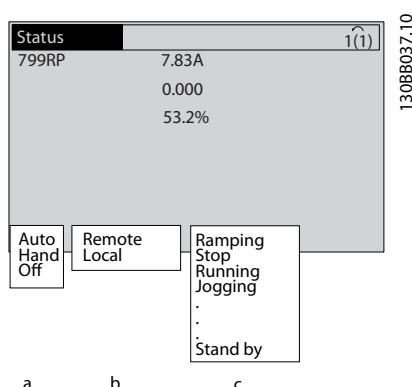 Status 1(1)
799RP 7.83A
0.000
53.2%
Auto
Hand
Off
Remote
Local
Ramping
Stop
Running
Jogging
.
.
.
Stand by
a b c
130BB037.10